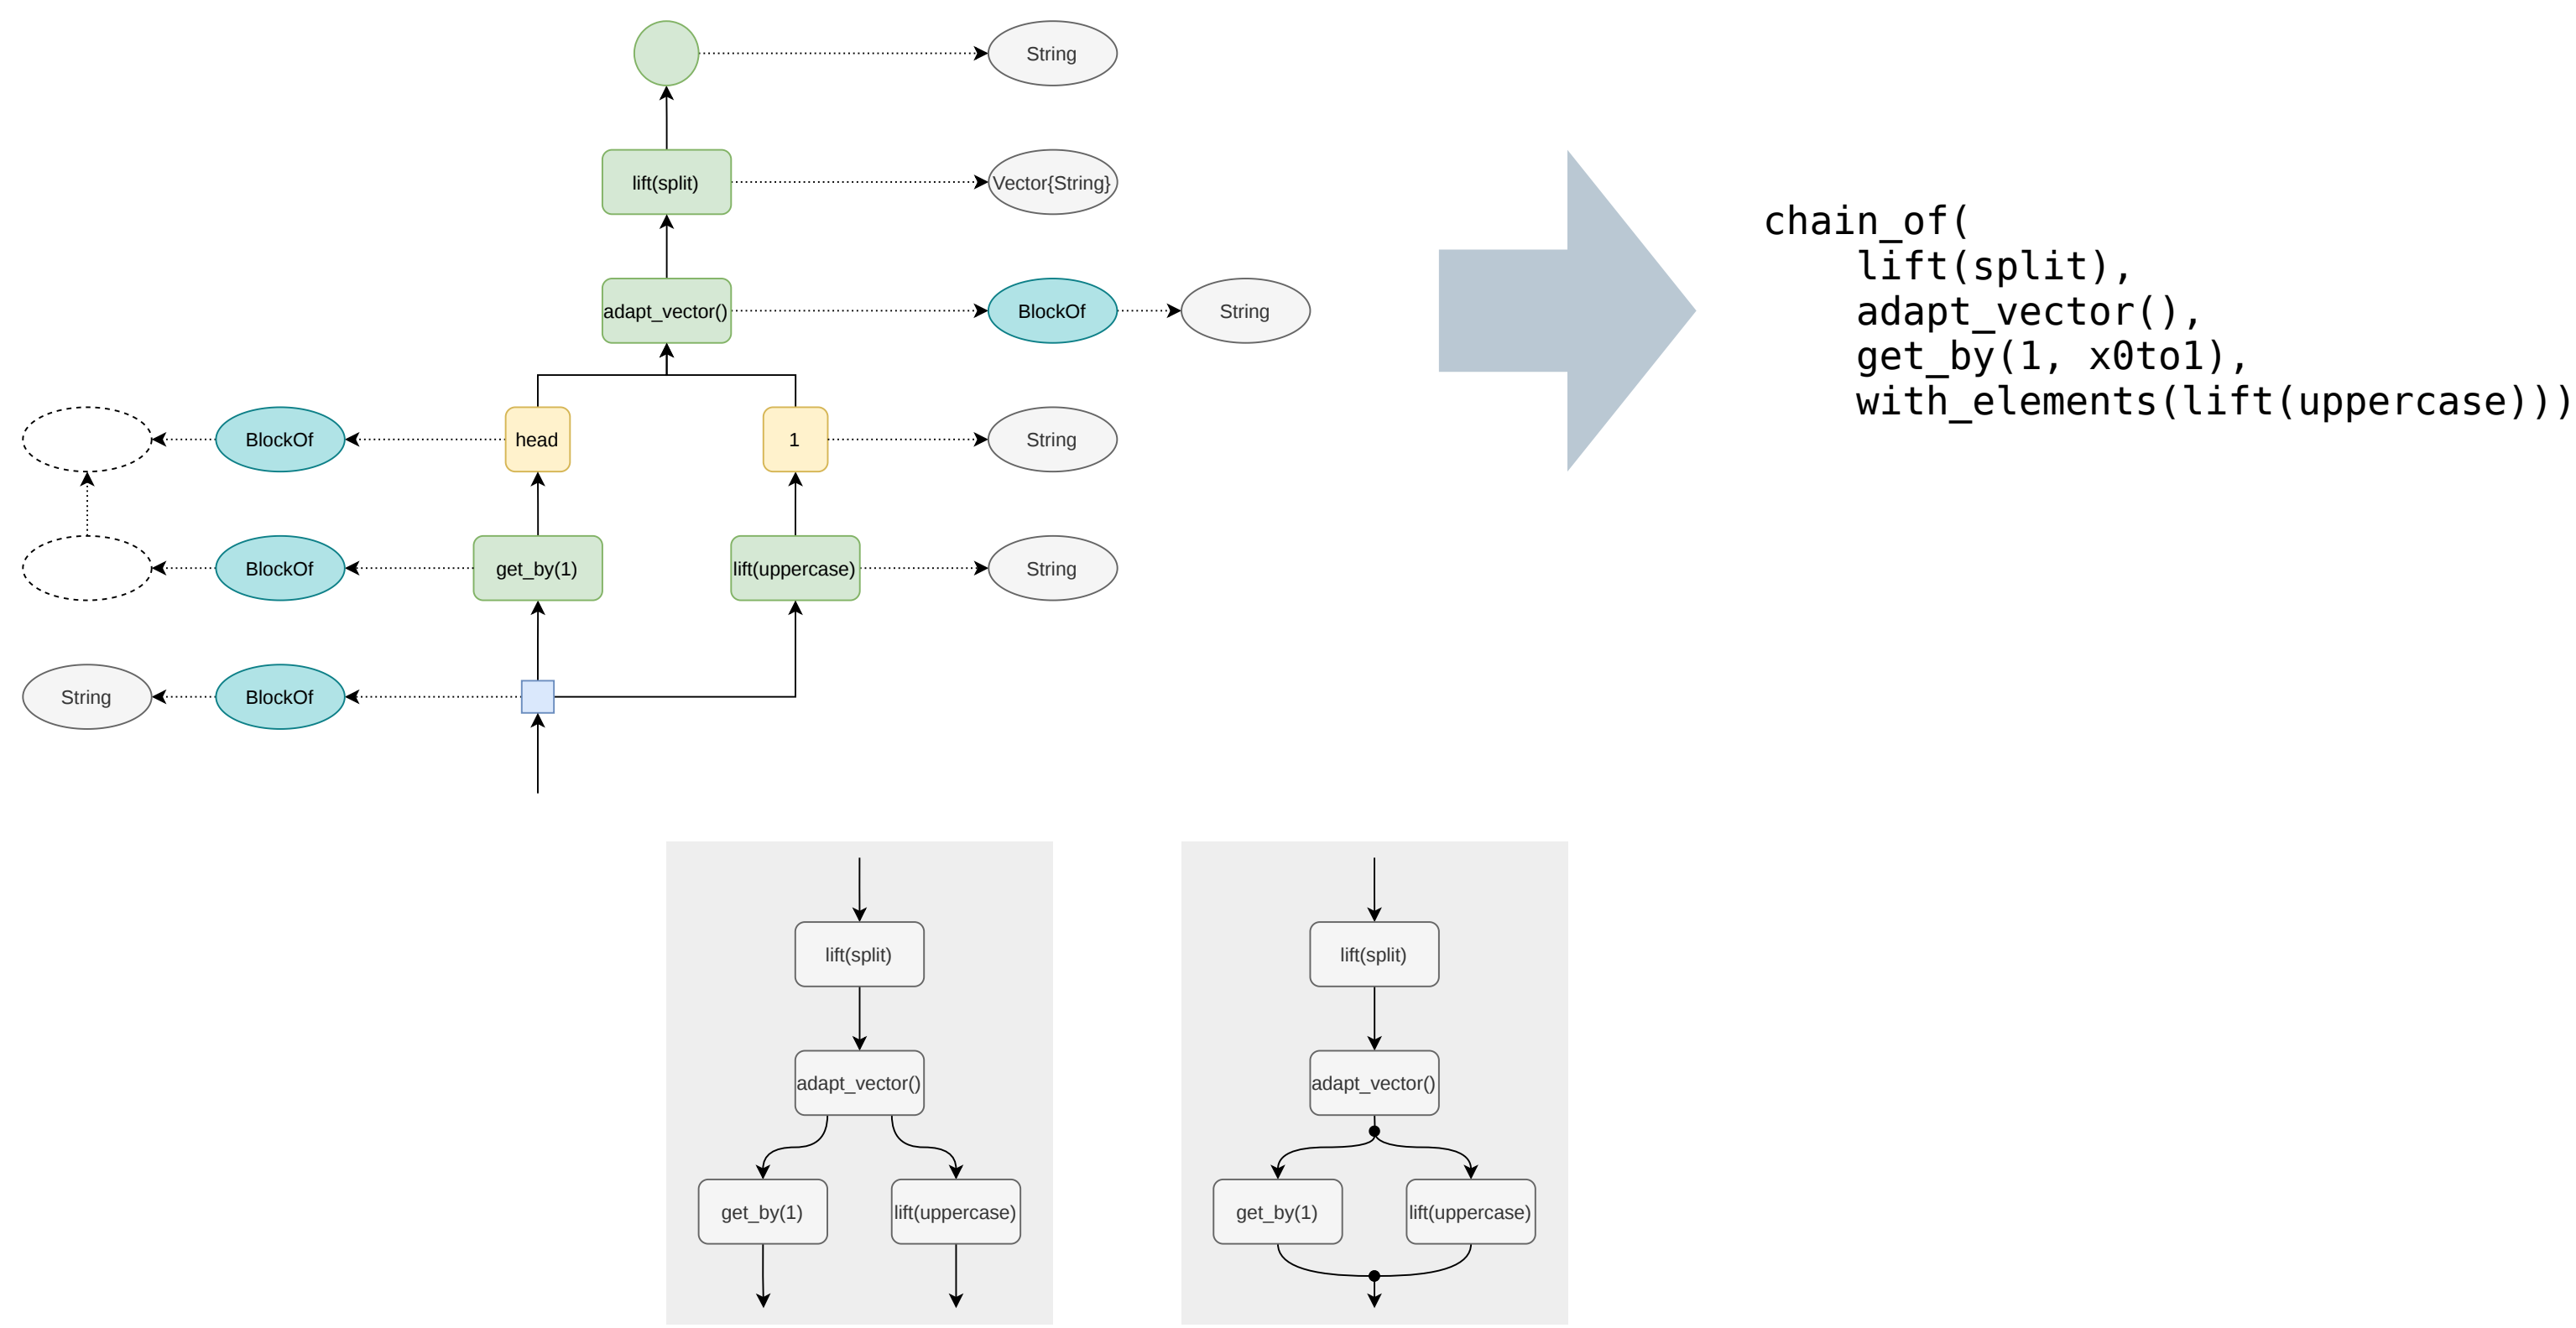 String
lift(split)
Vector{String}
adapt_vector()
BlockOf
String
BlockOf
head
1
String
BlockOf
get_by(1)
lift(uppercase)
String
String
BlockOf
chain_of(
    lift(split),
    adapt_vector(),
    get_by(1, x0to1),
    with_elements(lift(uppercase)))
lift(split)
adapt_vector()
get_by(1)
lift(uppercase)
lift(split)
adapt_vector()
get_by(1)
lift(uppercase)